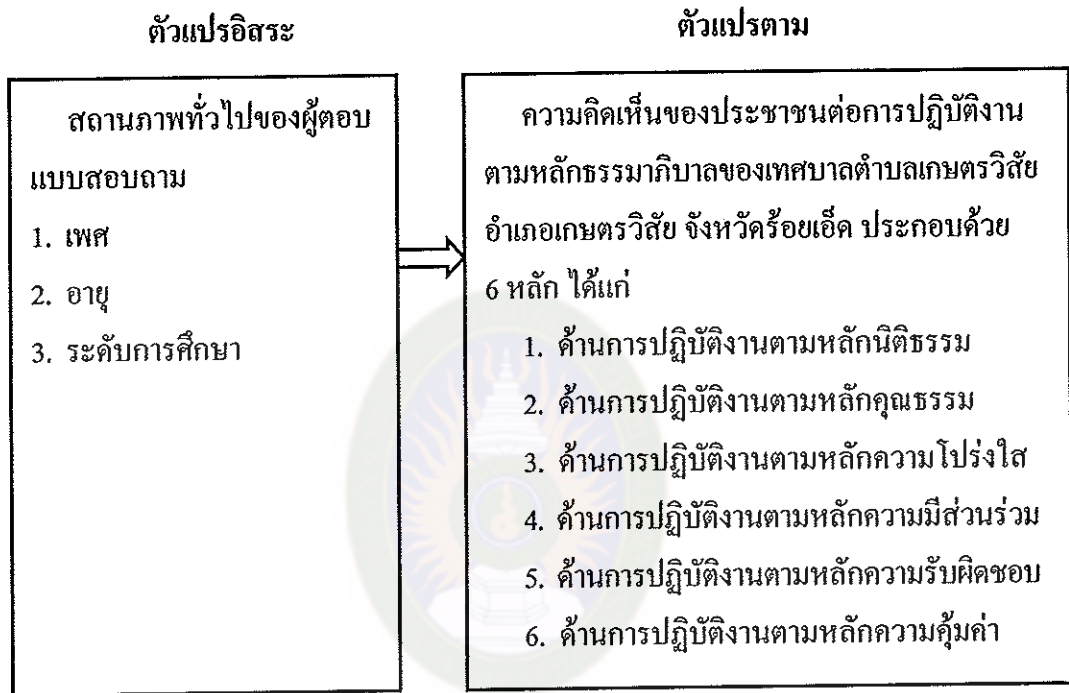 ตัวแปรอิสระ
ตัวแปรตาม
สถานภาพทั่วไปของผู้ตอบ
แบบสอบถาม
1. เพศ
2. อายุ
3. ระดับการศึกษา
ความคิดเห็นของประชาชนต่อการปฏิบัติงาน
ตามหลักธรรมาภิบาลของเทศบาลตำบลเกษตรวิสัย
อำเภอเกษตรวิสัย จังหวัดร้อยเอ็ด ประกอบด้วย
6 หลัก ได้แก่
1. ด้านการปฏิบัติงานตามหลักนิติธรรม
2. ด้านการปฏิบัติงานตามหลักคุณธรรม
3. ด้านการปฏิบัติงานตามหลักความโปร่งใส
4. ด้านการปฏิบัติงานตามหลักความมีส่วนร่วม
5. ด้านการปฏิบัติงานตามหลักความรับผิดชอบ
6. ด้านการปฏิบัติงานตามหลักความคุ้มค่า